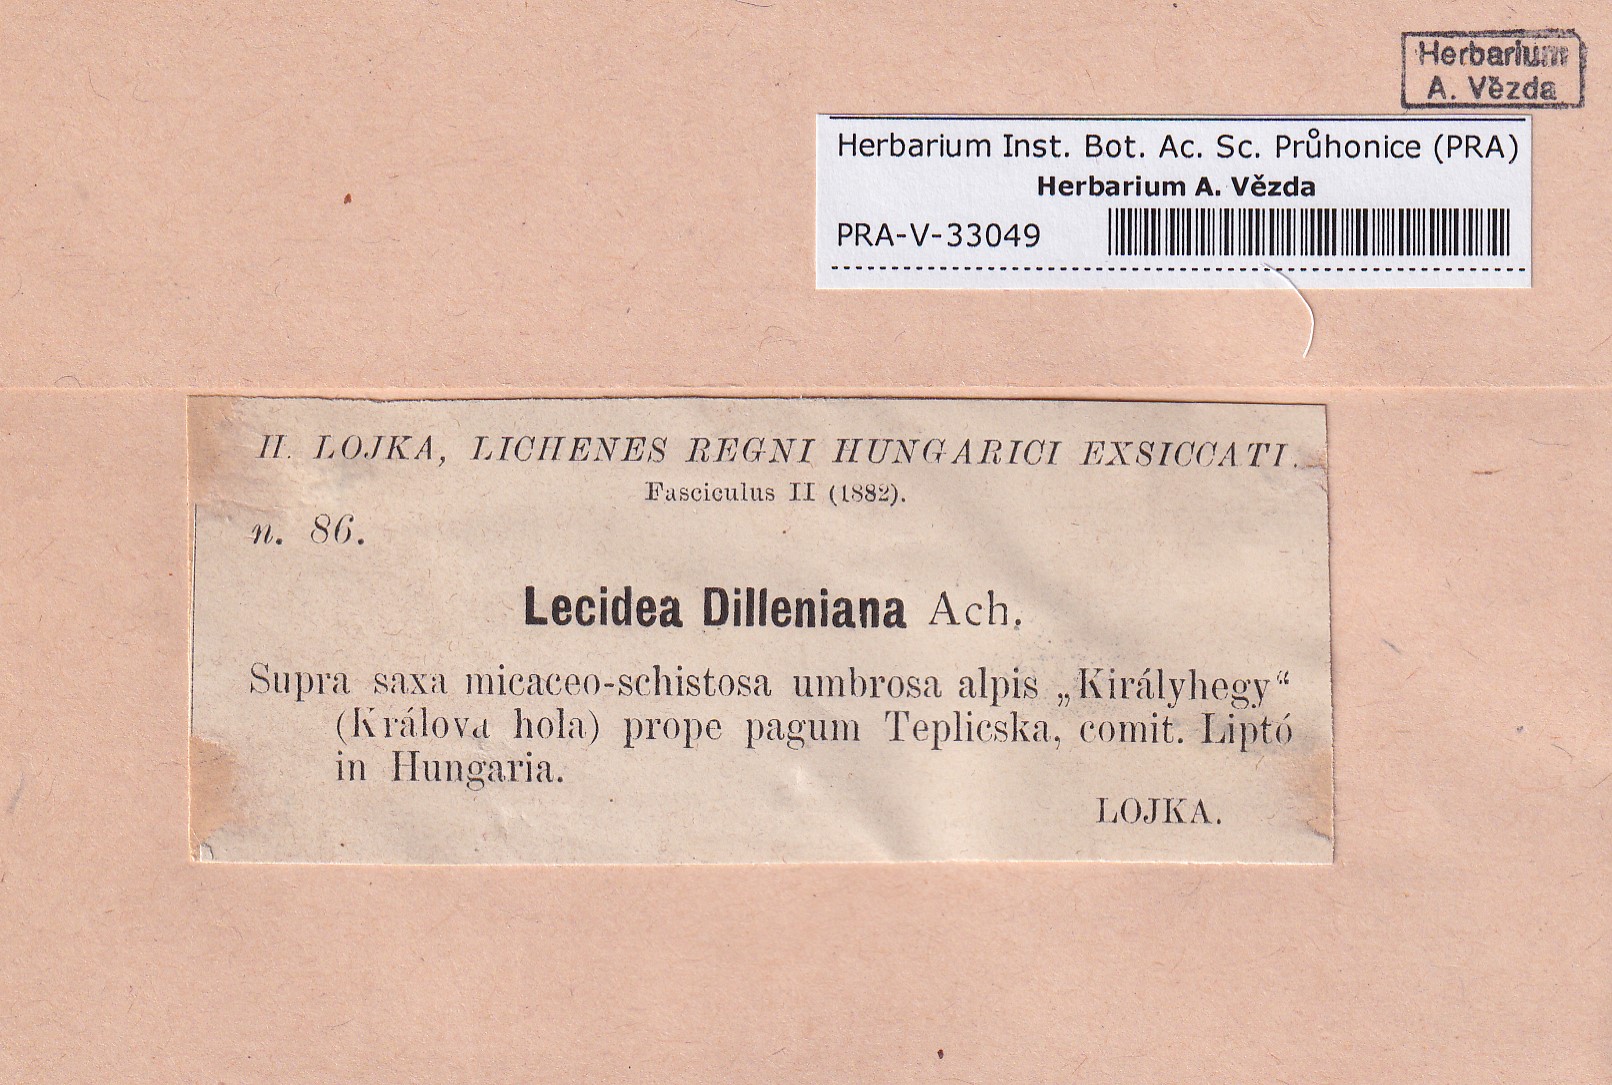 Herbarium
A. Vězda
Herbarium Inst. Bot. Ac. Sc. Průhonice (PRA)
Herbarium A. Vězda
PRA-V-33049
H. LOJKA, LICHENES REGNI HUNGARICI EXSICCATI.
Fasciculus II (1882).
n. 86.
Lecidea Dilleniana Ach.
Supra saxa micaceo-schistosa umbrosa alpis „Királyhegy“
(Králova hola) prope pagum Teplicska, comit. Liptó
in Hungaria.
LOJKA.